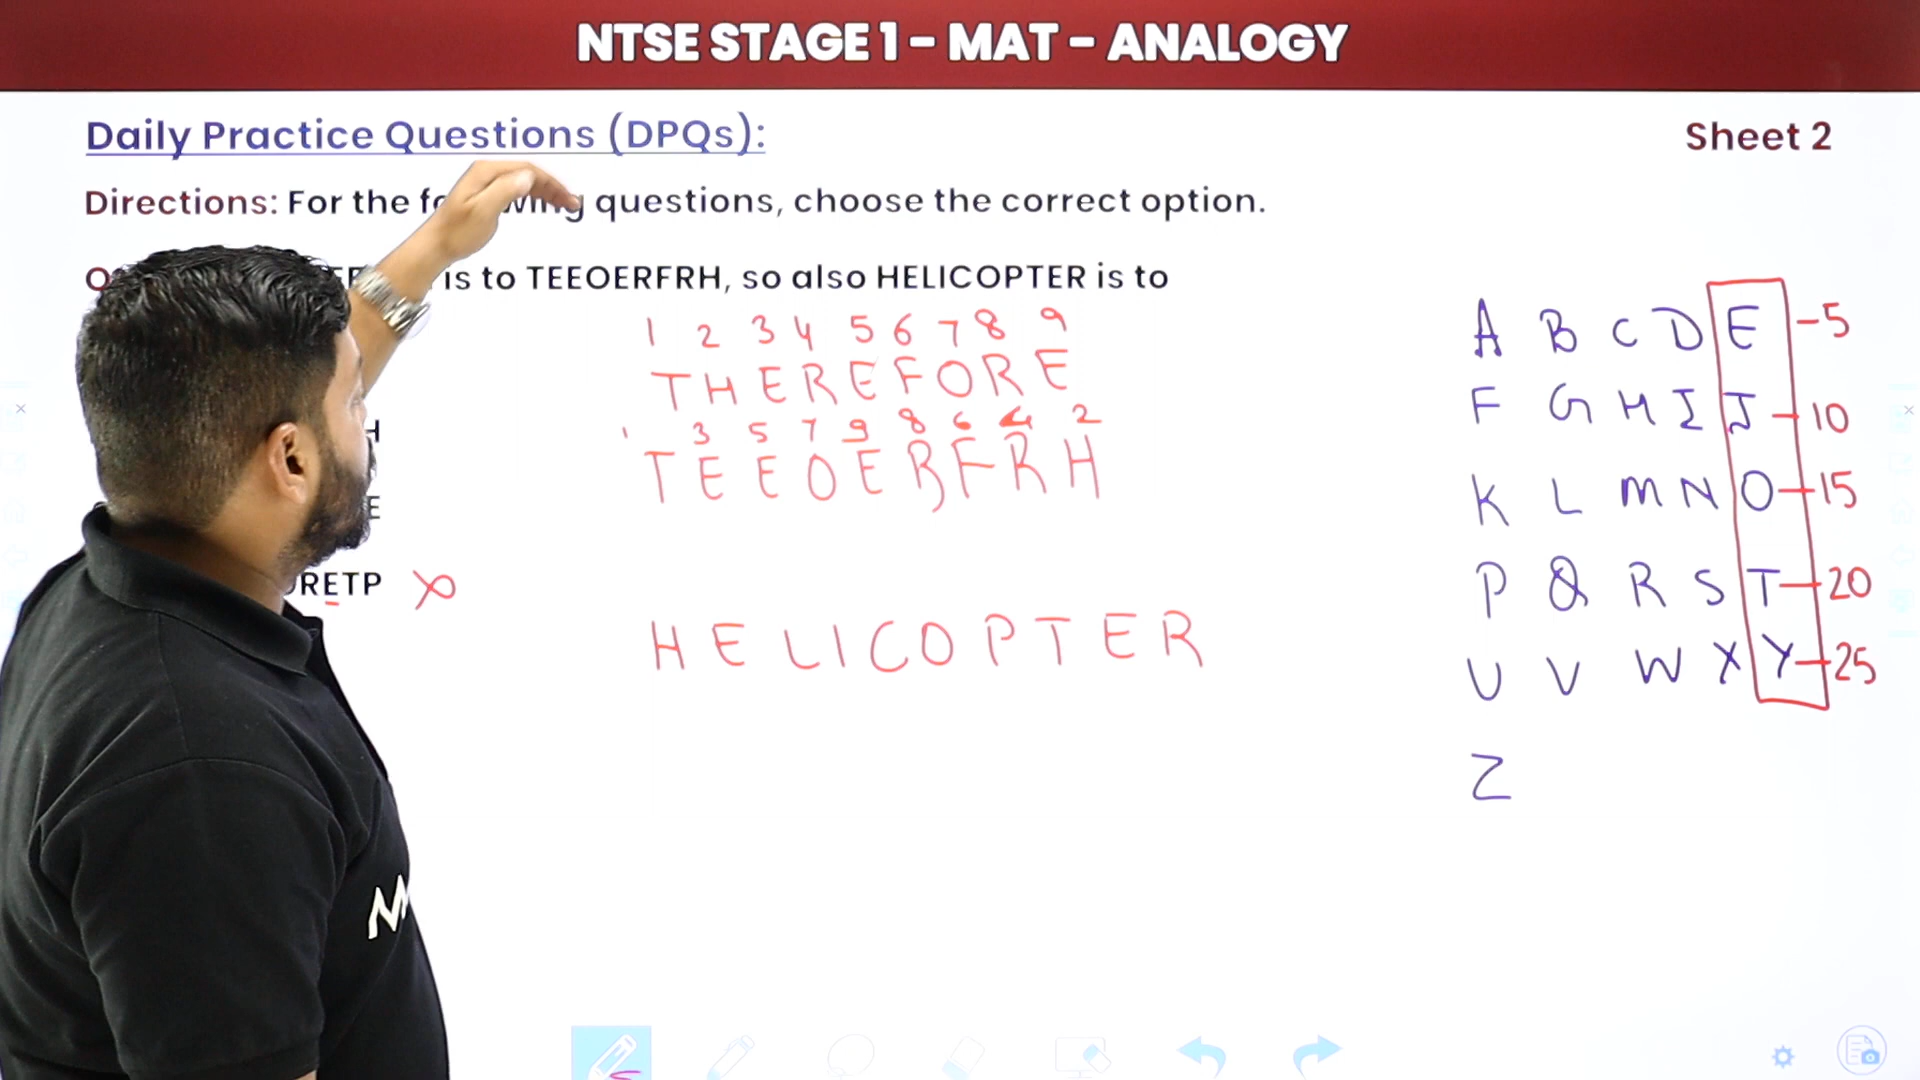 NTSE STAGE 1 - MAT - ANALOGY
Daily Practice Questions (DPQs):
Sheet 2
Directions: For the questions, choose the correct option.
is to TEEOERFRH, so also HELICOPTER is to
1 2 3 4 5 6 7 8 9
T H E R E F O R E
1 3 5 7 9 8 6 4 2
T E E O E R F R H
H E L I C O P T E R
A B C D E - 5
F G H I J - 10
K L M N O - 15
P Q R S T - 20
U V W X Y - 25
Z